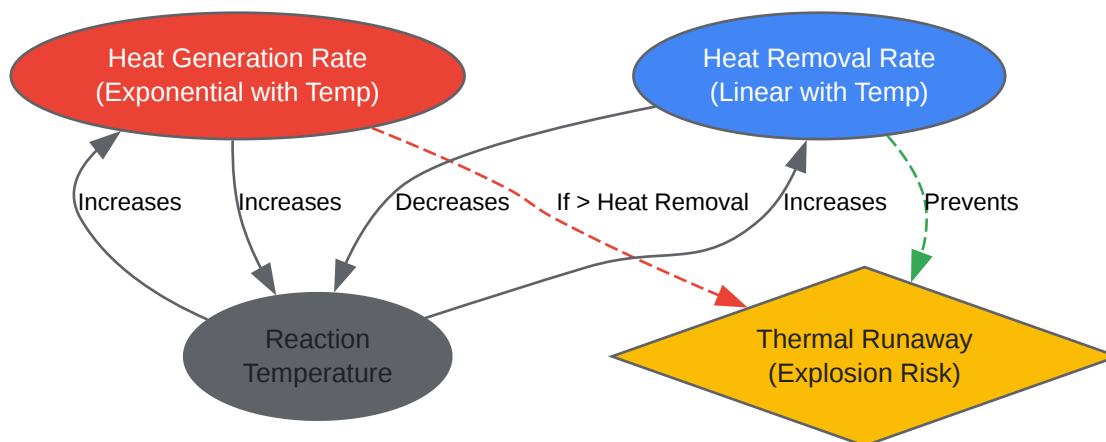 Heat Generation Rate
(Exponential with Temp)
Heat Removal Rate
(Linear with Temp)
Increases
Increases
Decreases
If > Heat Removal
Increases
Prevents
Reaction
Temperature
Thermal Runaway
(Explosion Risk)